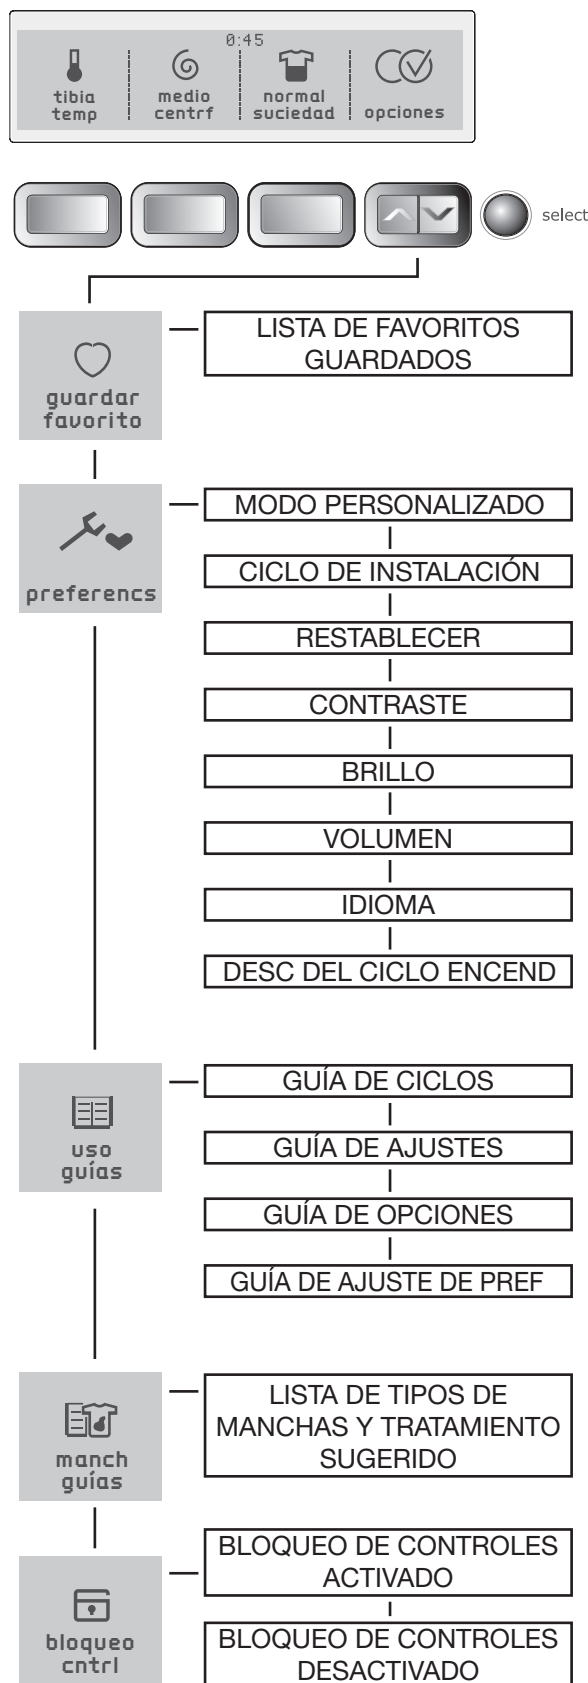 0:45
tibia medio normal opciones
temp centrf suciedad
select
guardar
favorito
LISTA DE FAVORITOS
GUARDADOS
preferencs
MODO PERSONALIZADO
CICLO DE INSTALACIÓN
RESTABLECER
CONTRASTE
BRILLO
VOLUMEN
IDIOMA
DESC DEL CICLO ENCEND
uso
guías
GUÍA DE CICLOS
GUÍA DE AJUSTES
GUÍA DE OPCIONES
GUÍA DE AJUSTE DE PREF
manch
guías
LISTA DE TIPOS DE
MANCHAS Y TRATAMIENTO
SUGERIDO
bloqueo
cntrl
BLOQUEO DE CONTROLES
ACTIVADO
BLOQUEO DE CONTROLES
DESACTIVADO